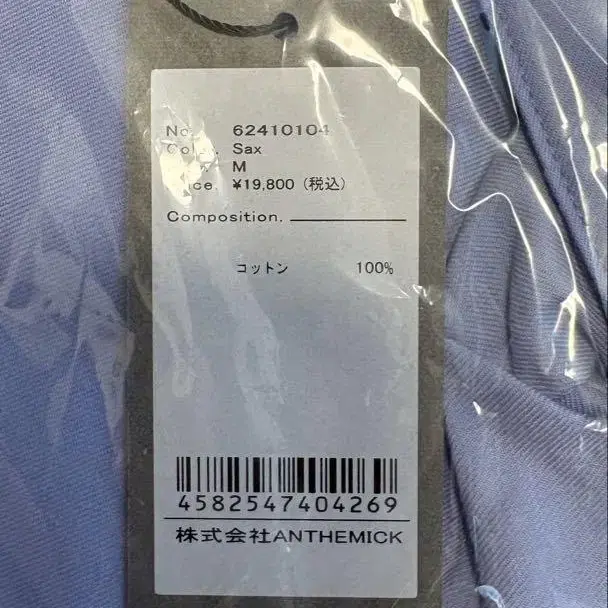 No. 62410104
Sax
M
¥19,800 (税込)
Composition.
コットン 100%
4582547404269
株式会社ANTHEMICK